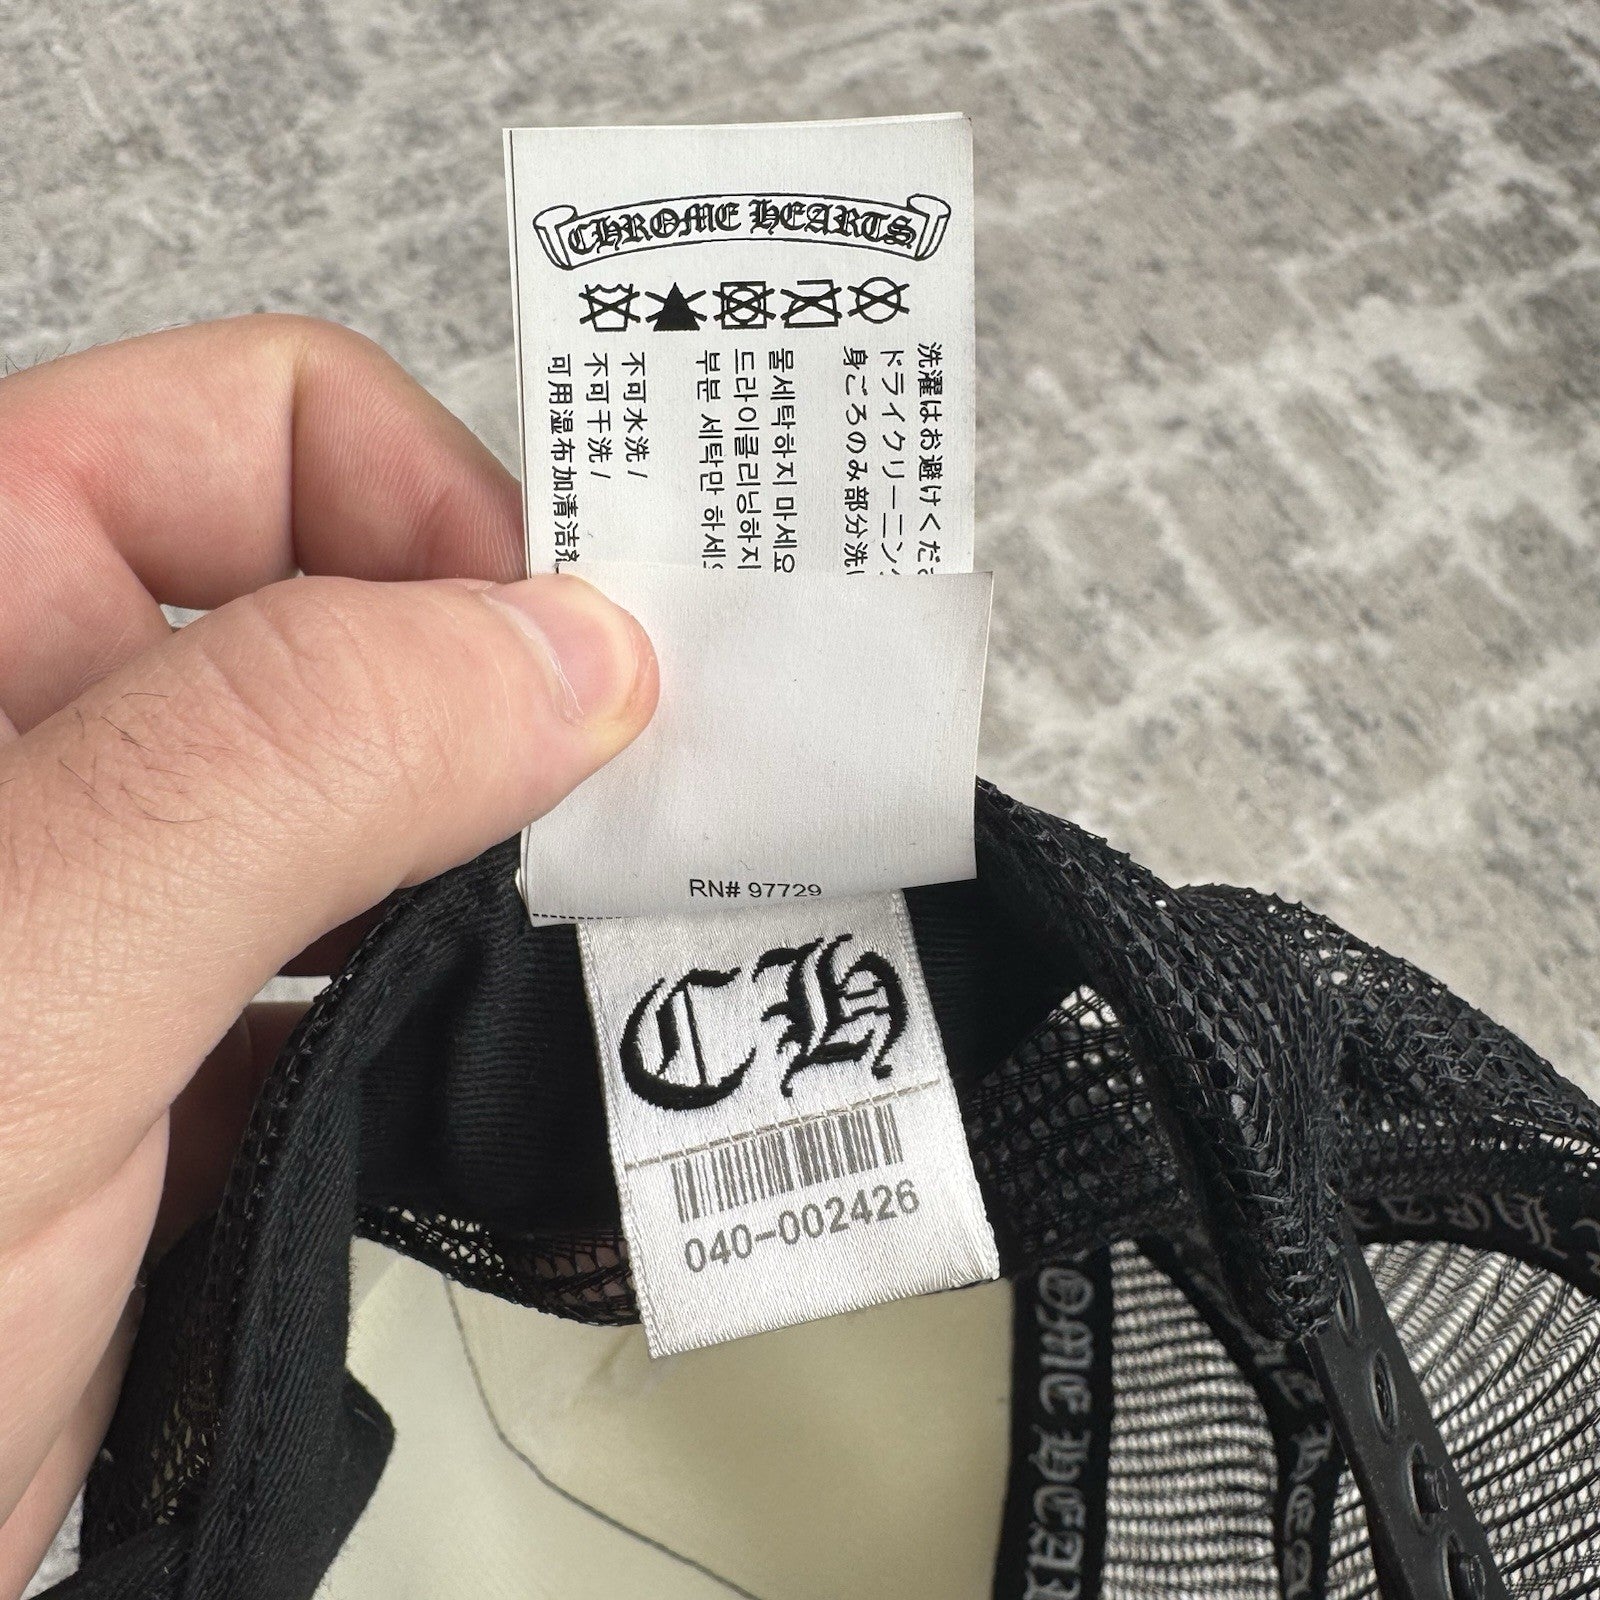 CHROME HEARTS
洗濯はお避けくだ
ドライクリーニング
身ごろのみ部分洗い
물세탁하지 마세요
드라이클리닝하지
부분 세탁만 하세
不可水洗/
不可干洗/
可用湿布加清洁剂
RN# 97729
CH
040-002426